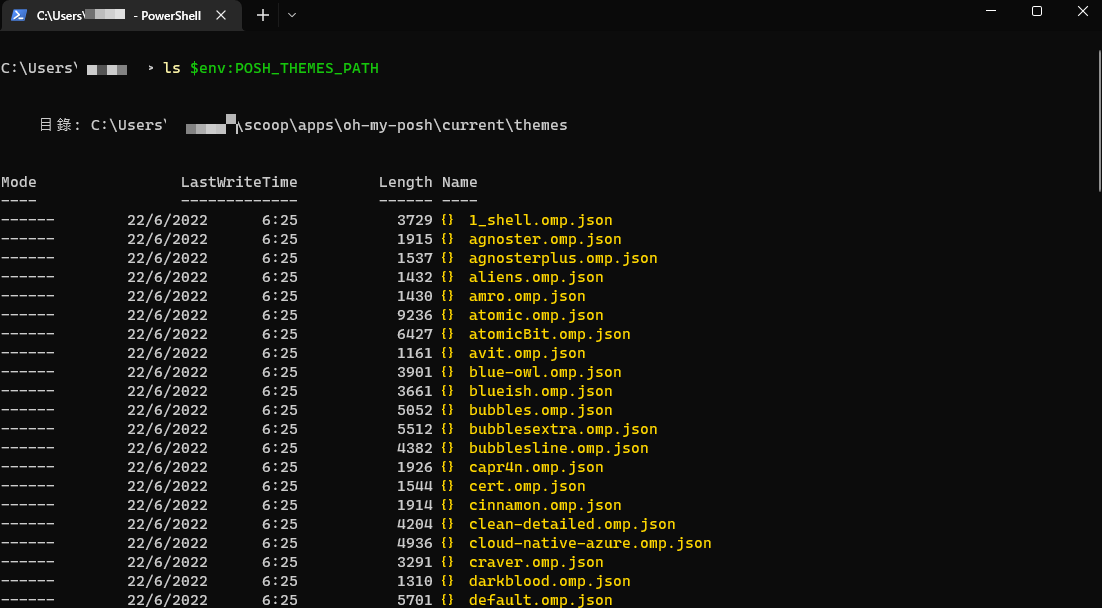 C:\Users\ - PowerShell
C:\Users\ > ls $env:POSH_THEMES_PATH
目錄: C:\Users\ \scoop\apps\oh-my-posh\current\themes
Mode LastWriteTime Length Name
---- ------------- ------ ----
------ 22/6/2022 6:25 3729 {} 1_shell.omp.json
------ 22/6/2022 6:25 1915 {} agnoster.omp.json
------ 22/6/2022 6:25 1537 {} agnosterplus.omp.json
------ 22/6/2022 6:25 1432 {} aliens.omp.json
------ 22/6/2022 6:25 1430 {} amro.omp.json
------ 22/6/2022 6:25 9236 {} atomic.omp.json
------ 22/6/2022 6:25 6427 {} atomicBit.omp.json
------ 22/6/2022 6:25 1161 {} avit.omp.json
------ 22/6/2022 6:25 3901 {} blue-owl.omp.json
------ 22/6/2022 6:25 3661 {} blueish.omp.json
------ 22/6/2022 6:25 5052 {} bubbles.omp.json
------ 22/6/2022 6:25 5512 {} bubblesextra.omp.json
------ 22/6/2022 6:25 4382 {} bubblesline.omp.json
------ 22/6/2022 6:25 1926 {} capr4n.omp.json
------ 22/6/2022 6:25 1544 {} cert.omp.json
------ 22/6/2022 6:25 1914 {} cinnamon.omp.json
------ 22/6/2022 6:25 4204 {} clean-detailed.omp.json
------ 22/6/2022 6:25 4936 {} cloud-native-azure.omp.json
------ 22/6/2022 6:25 3291 {} craver.omp.json
------ 22/6/2022 6:25 1310 {} darkblood.omp.json
------ 22/6/2022 6:25 5701 {} default.omp.json